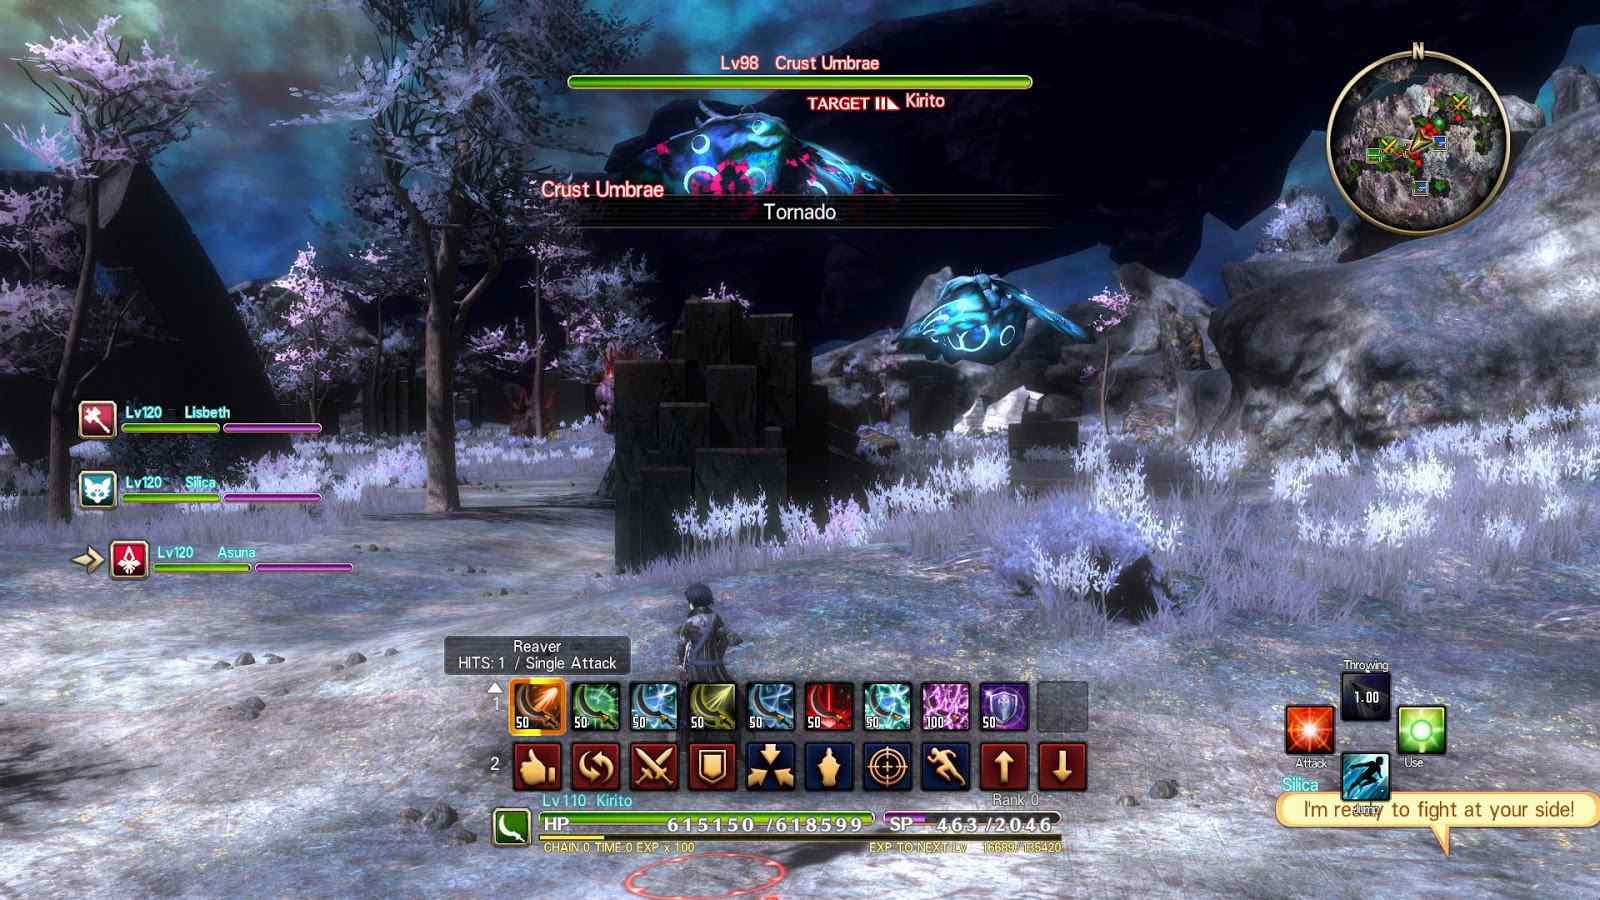 N
Lv98 Crust Umbrae
TARGET Kirito
Crust Umbrae
Tornado
Lv120 Lisbeth
Lv120 Silica
Lv120 Asuna
Reaver
HITS: 1 / Single Attack
1
50 50 50 50 50 50 50 100 50
2
Lv110 Kirito
Rank 0
HP 615150 /618599 SP 463 /2046
CHAIN 0 TIME 0 EXP x 100
EXP TO NEXT Lv 16689/135420
Throwing
1.00
Attack
Use
Jump
Silica
I'm ready to fight at your side!